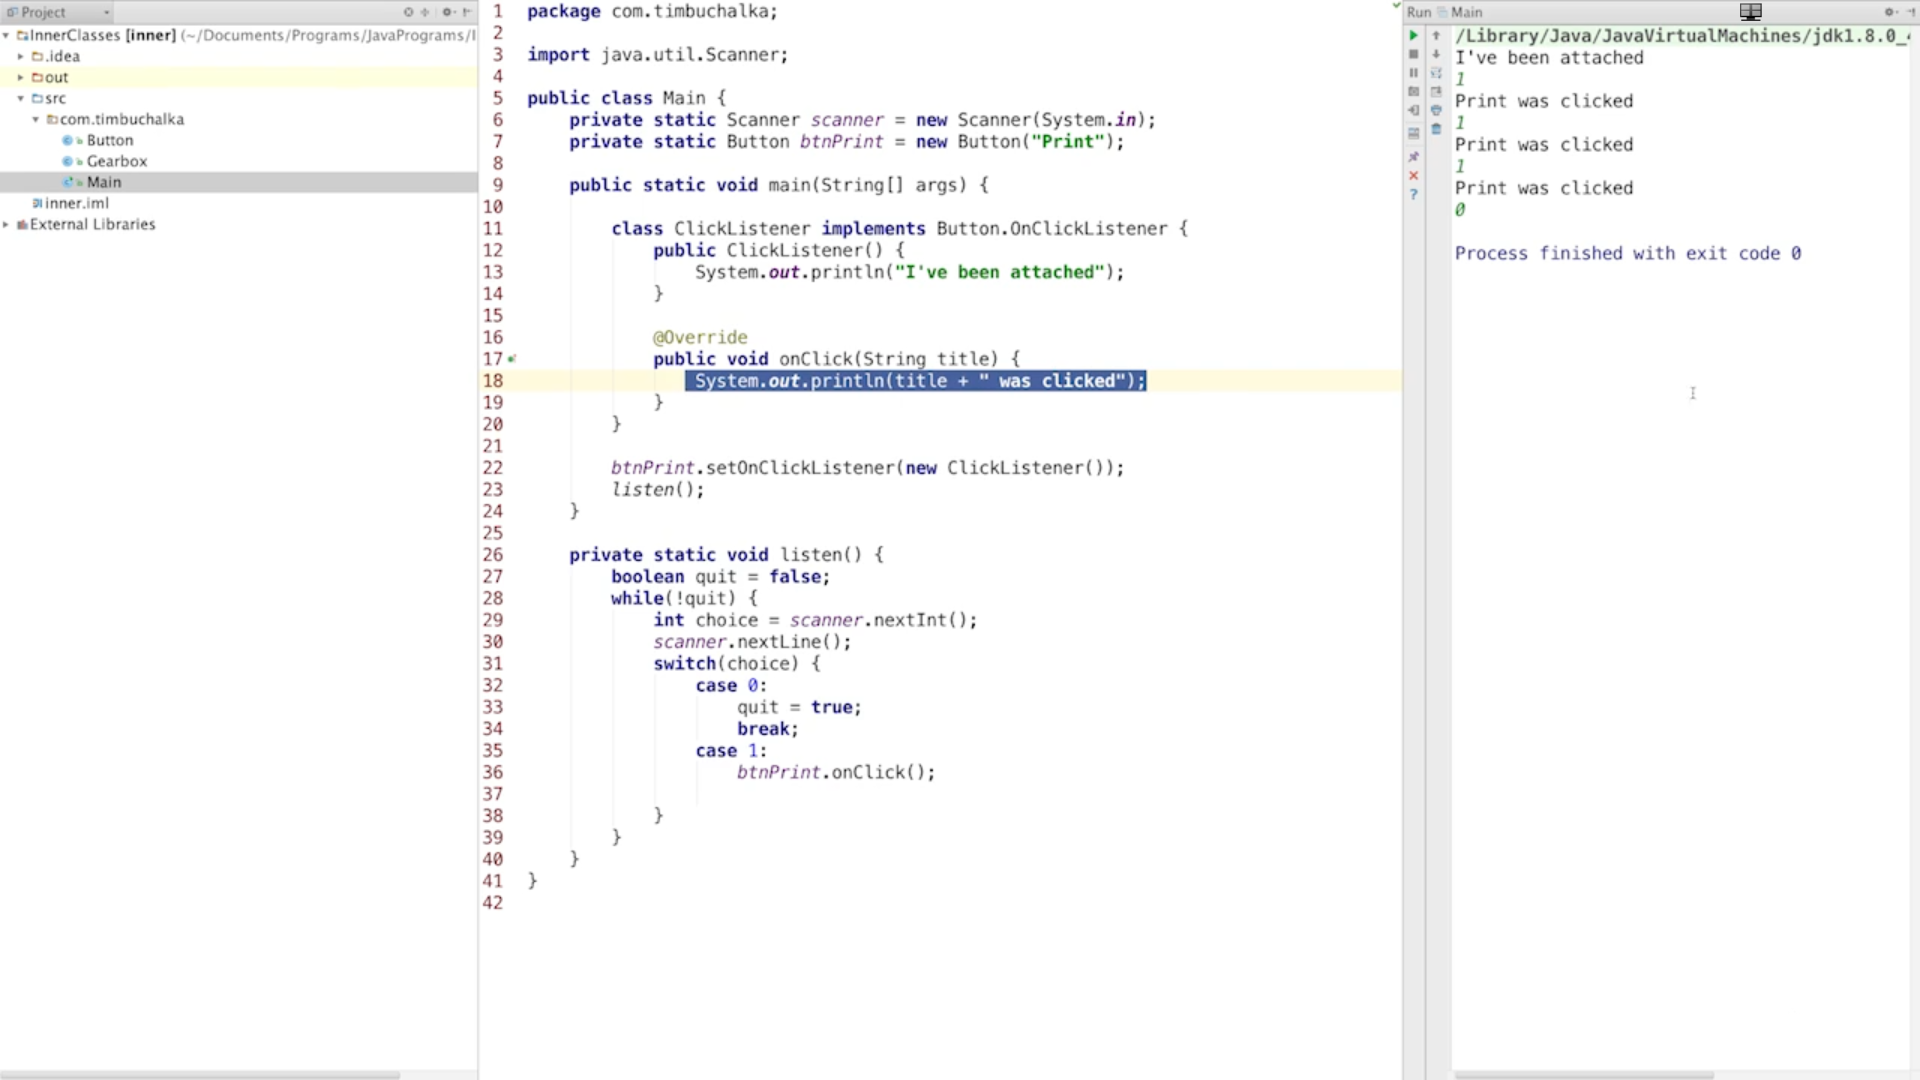 Project
InnerClasses [inner] (~/Documents/Programs/JavaPrograms/I
.idea
out
src
com.timbuchalka
Button
Gearbox
Main
inner.iml
External Libraries
1 package com.timbuchalka;
2
3 import java.util.Scanner;
4
5 public class Main {
6     private static Scanner scanner = new Scanner(System.in);
7     private static Button btnPrint = new Button("Print");
8
9     public static void main(String[] args) {
10
11         class ClickListener implements Button.OnClickListener {
12             public ClickListener() {
13                 System.out.println("I've been attached");
14             }
15
16             @Override
17             public void onClick(String title) {
18                 System.out.println(title + " was clicked");
19             }
20         }
21
22         btnPrint.setOnClickListener(new ClickListener());
23         listen();
24     }
25
26     private static void listen() {
27         boolean quit = false;
28         while(!quit) {
29             int choice = scanner.nextInt();
30             scanner.nextLine();
31             switch(choice) {
32                 case 0:
33                     quit = true;
34                     break;
35                 case 1:
36                     btnPrint.onClick();
37
38             }
39         }
40     }
41 }
42
Run Main
/Library/Java/JavaVirtualMachines/jdk1.8.0_
I've been attached
1
Print was clicked
1
Print was clicked
1
Print was clicked
0
Process finished with exit code 0